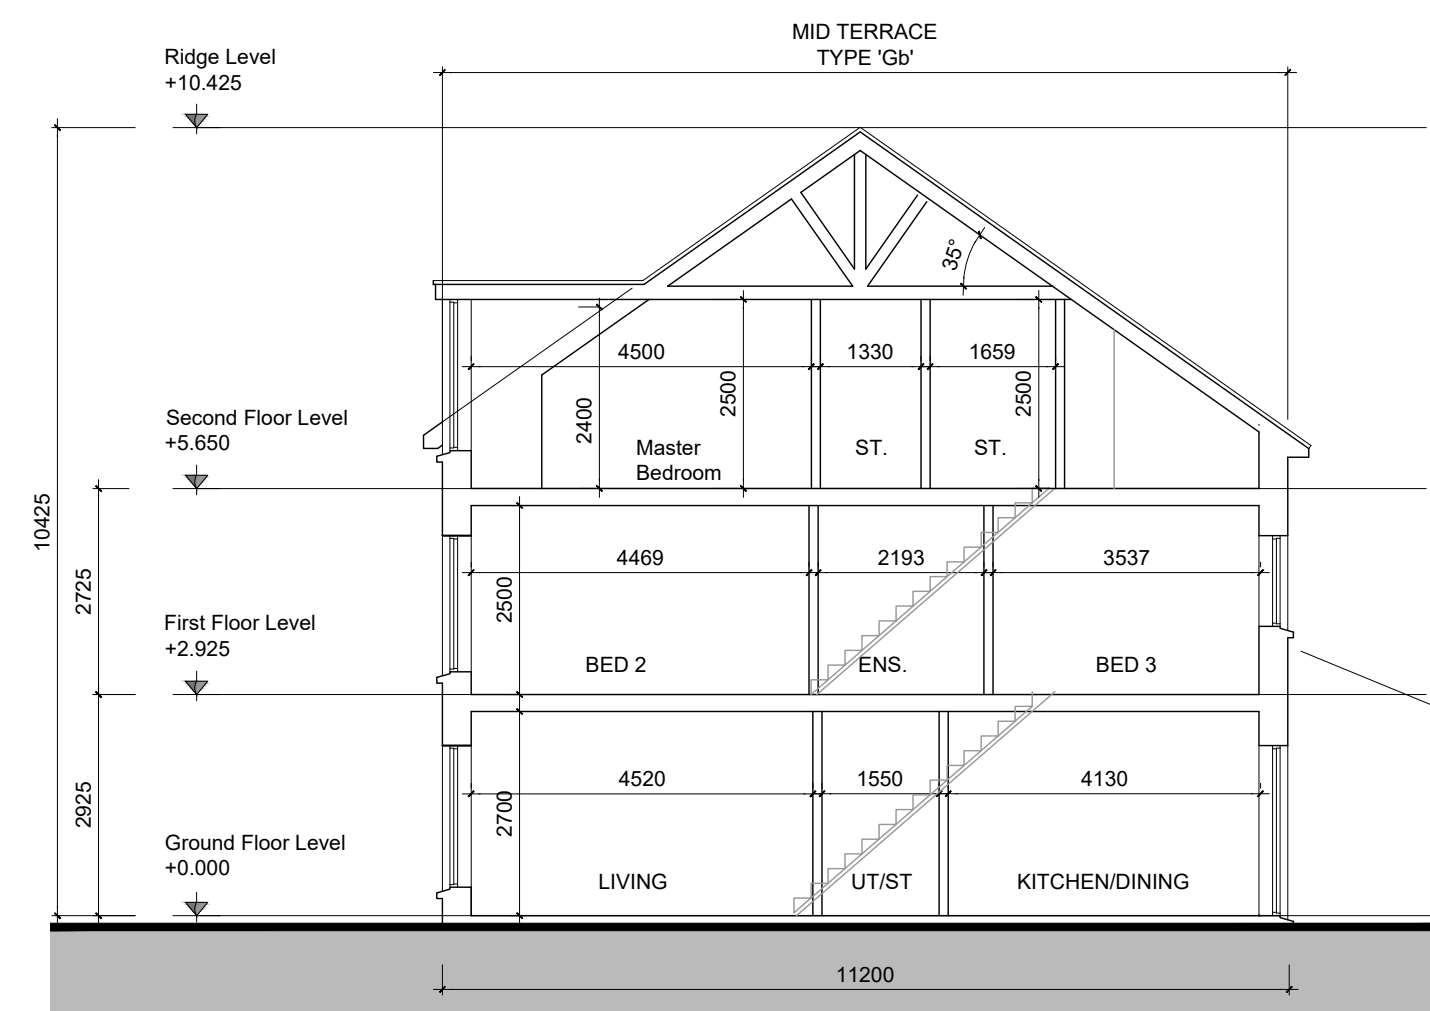 MID TERRACE
TYPE 'Gb'
Ridge Level
+10.425
35°
4500
1330
1659
2400
2500
2500
Second Floor Level
+5.650
Master
Bedroom
ST.
ST.
10425
2725
4469
2193
3537
2500
First Floor Level
+2.925
BED 2
ENS.
BED 3
2925
4520
1550
4130
2700
Ground Floor Level
+0.000
LIVING
UT/ST
KITCHEN/DINING
11200